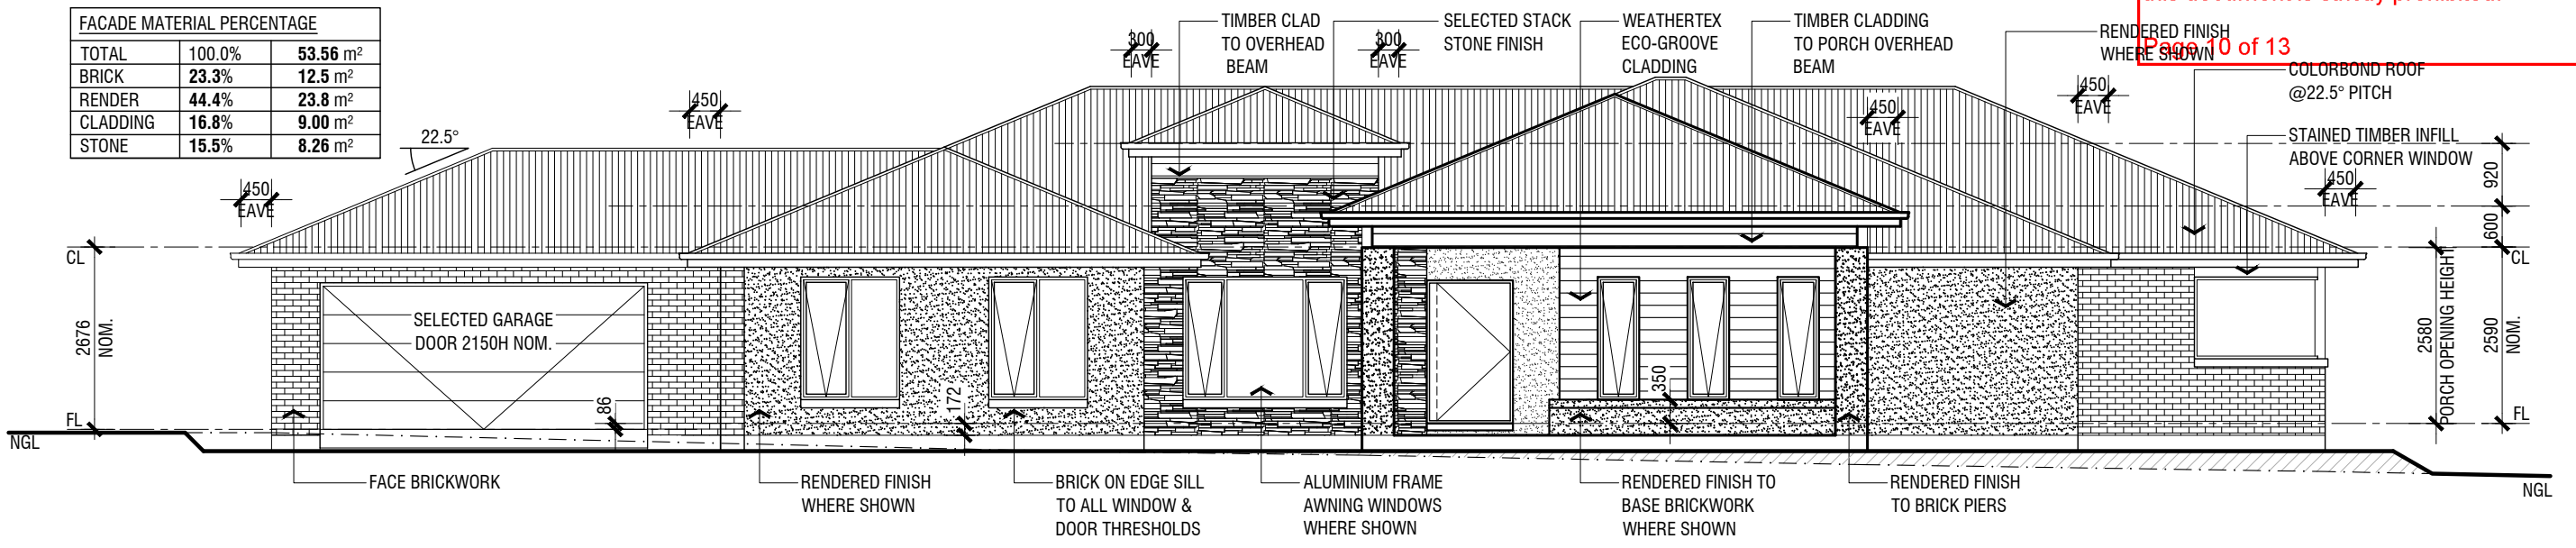 FACADE MATERIAL PERCENTAGE
TOTAL 100.0% 53.56 m²
BRICK 23.3% 12.5 m²
RENDER 44.4% 23.8 m²
CLADDING 16.8% 9.00 m²
STONE 15.5% 8.26 m²
this document is strictly prohibited.
Page 10 of 13
TIMBER CLAD
TO OVERHEAD
BEAM
SELECTED STACK
STONE FINISH
WEATHERTEX
ECO-GROOVE
CLADDING
TIMBER CLADDING
TO PORCH OVERHEAD
BEAM
RENDERED FINISH
WHERE SHOWN
COLORBOND ROOF
@22.5° PITCH
STAINED TIMBER INFILL
ABOVE CORNER WINDOW
22.5°
450
EAVE
450
EAVE
300
EAVE
300
EAVE
450
EAVE
450
EAVE
450
EAVE
920
600
CL
2676
NOM.
FL
NGL
SELECTED GARAGE
DOOR 2150H NOM.
86
172
350
2580
PORCH OPENING HEIGHT
2590
NOM.
CL
FL
NGL
FACE BRICKWORK
RENDERED FINISH
WHERE SHOWN
BRICK ON EDGE SILL
TO ALL WINDOW &
DOOR THRESHOLDS
ALUMINIUM FRAME
AWNING WINDOWS
WHERE SHOWN
RENDERED FINISH TO
BASE BRICKWORK
WHERE SHOWN
RENDERED FINISH
TO BRICK PIERS